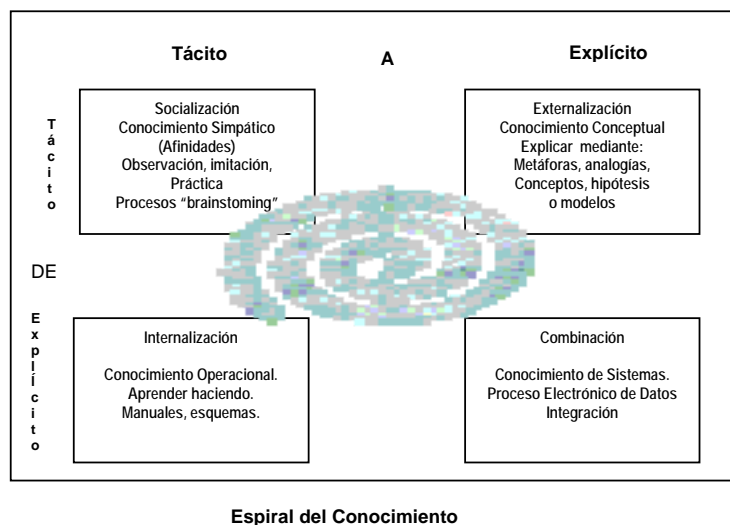 Tácito
A
Explícito
Tácito
Socialización
Conocimiento Simpático
(Afinidades)
Observación, imitación,
Práctica
Procesos “brainstoming”
Externalización
Conocimiento Conceptual
Explicar mediante:
Metáforas, analogías,
Conceptos, hipótesis
o modelos
DE
Explícito
Internalización
Conocimiento Operacional.
Aprender haciendo.
Manuales, esquemas.
Combinación
Conocimiento de Sistemas.
Proceso Electrónico de Datos
Integración
Espiral del Conocimiento